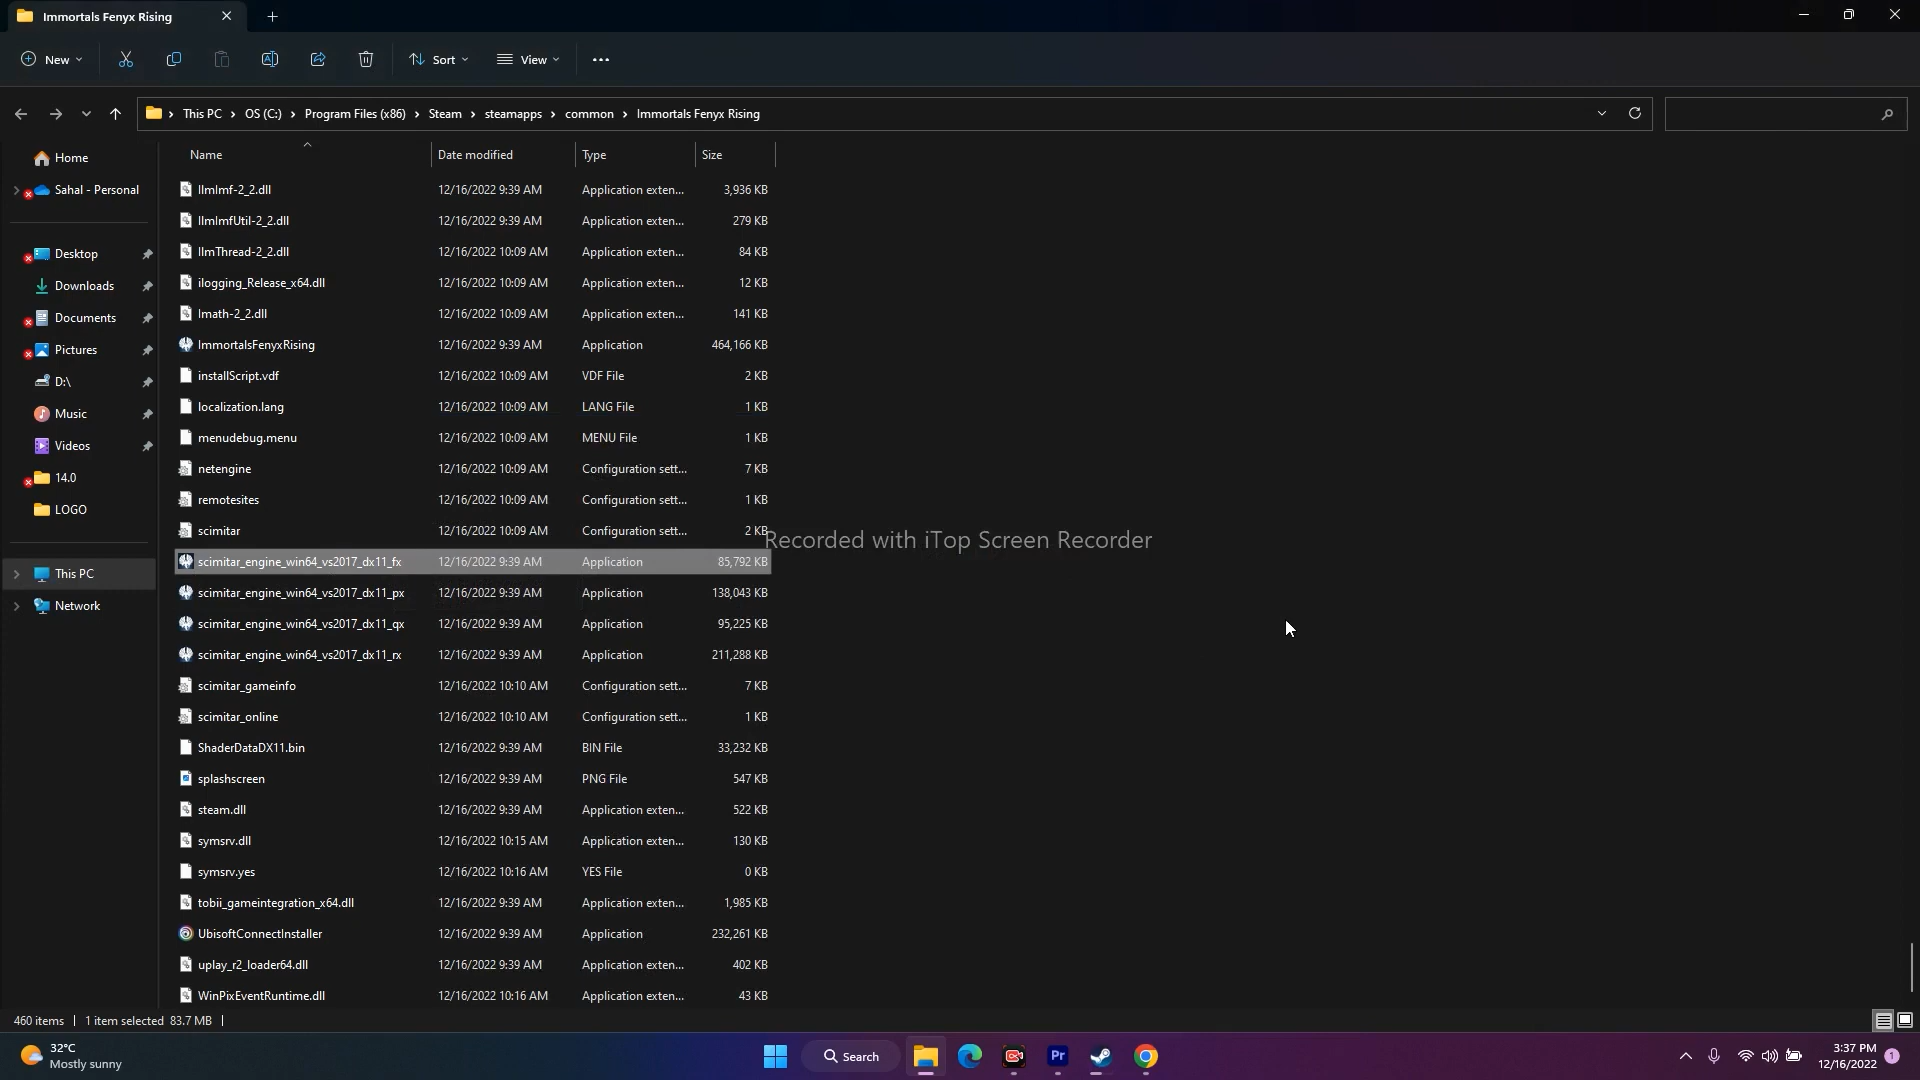 Immortals Fenyx Rising
New
Sort
View
This PC > OS (C:) > Program Files (x86) > Steam > steamapps > common > Immortals Fenyx Rising
Home
Sahal - Personal
Desktop
Downloads
Documents
Pictures
D:\
Music
Videos
14.0
LOGO
This PC
Network
Name Date modified Type Size
IlmImf-2_2.dll 12/16/2022 9:39 AM Application exten... 3,936 KB
IlmImfUtil-2_2.dll 12/16/2022 9:39 AM Application exten... 279 KB
IlmThread-2_2.dll 12/16/2022 10:09 AM Application exten... 84 KB
ilogging_Release_x64.dll 12/16/2022 10:09 AM Application exten... 12 KB
Imath-2_2.dll 12/16/2022 10:09 AM Application exten... 141 KB
ImmortalsFenyxRising 12/16/2022 9:39 AM Application 464,166 KB
installScript.vdf 12/16/2022 10:09 AM VDF File 2 KB
localization.lang 12/16/2022 10:09 AM LANG File 1 KB
menudebug.menu 12/16/2022 10:09 AM MENU File 1 KB
netengine 12/16/2022 10:09 AM Configuration sett... 7 KB
remotesites 12/16/2022 10:09 AM Configuration sett... 1 KB
scimitar 12/16/2022 10:09 AM Configuration sett... 2 KB
Recorded with iTop Screen Recorder
scimitar_engine_win64_vs2017_dx11_fx 12/16/2022 9:39 AM Application 85,792 KB
scimitar_engine_win64_vs2017_dx11_px 12/16/2022 9:39 AM Application 138,043 KB
scimitar_engine_win64_vs2017_dx11_qx 12/16/2022 9:39 AM Application 95,225 KB
scimitar_engine_win64_vs2017_dx11_rx 12/16/2022 9:39 AM Application 211,288 KB
scimitar_gameinfo 12/16/2022 10:10 AM Configuration sett... 7 KB
scimitar_online 12/16/2022 10:10 AM Configuration sett... 1 KB
ShaderDataDX11.bin 12/16/2022 9:39 AM BIN File 33,232 KB
splashscreen 12/16/2022 9:39 AM PNG File 547 KB
steam.dll 12/16/2022 9:39 AM Application exten... 522 KB
symsrv.dll 12/16/2022 10:15 AM Application exten... 130 KB
symsrv.yes 12/16/2022 10:16 AM YES File 0 KB
tobii_gameintegration_x64.dll 12/16/2022 9:39 AM Application exten... 1,985 KB
UbisoftConnectInstaller 12/16/2022 9:39 AM Application 232,261 KB
uplay_r2_loader64.dll 12/16/2022 9:39 AM Application exten... 402 KB
WinPixEventRuntime.dll 12/16/2022 10:16 AM Application exten... 43 KB
460 items | 1 item selected 83.7 MB |
32°C
Mostly sunny
Search
Pr
3:37 PM
12/16/2022
1